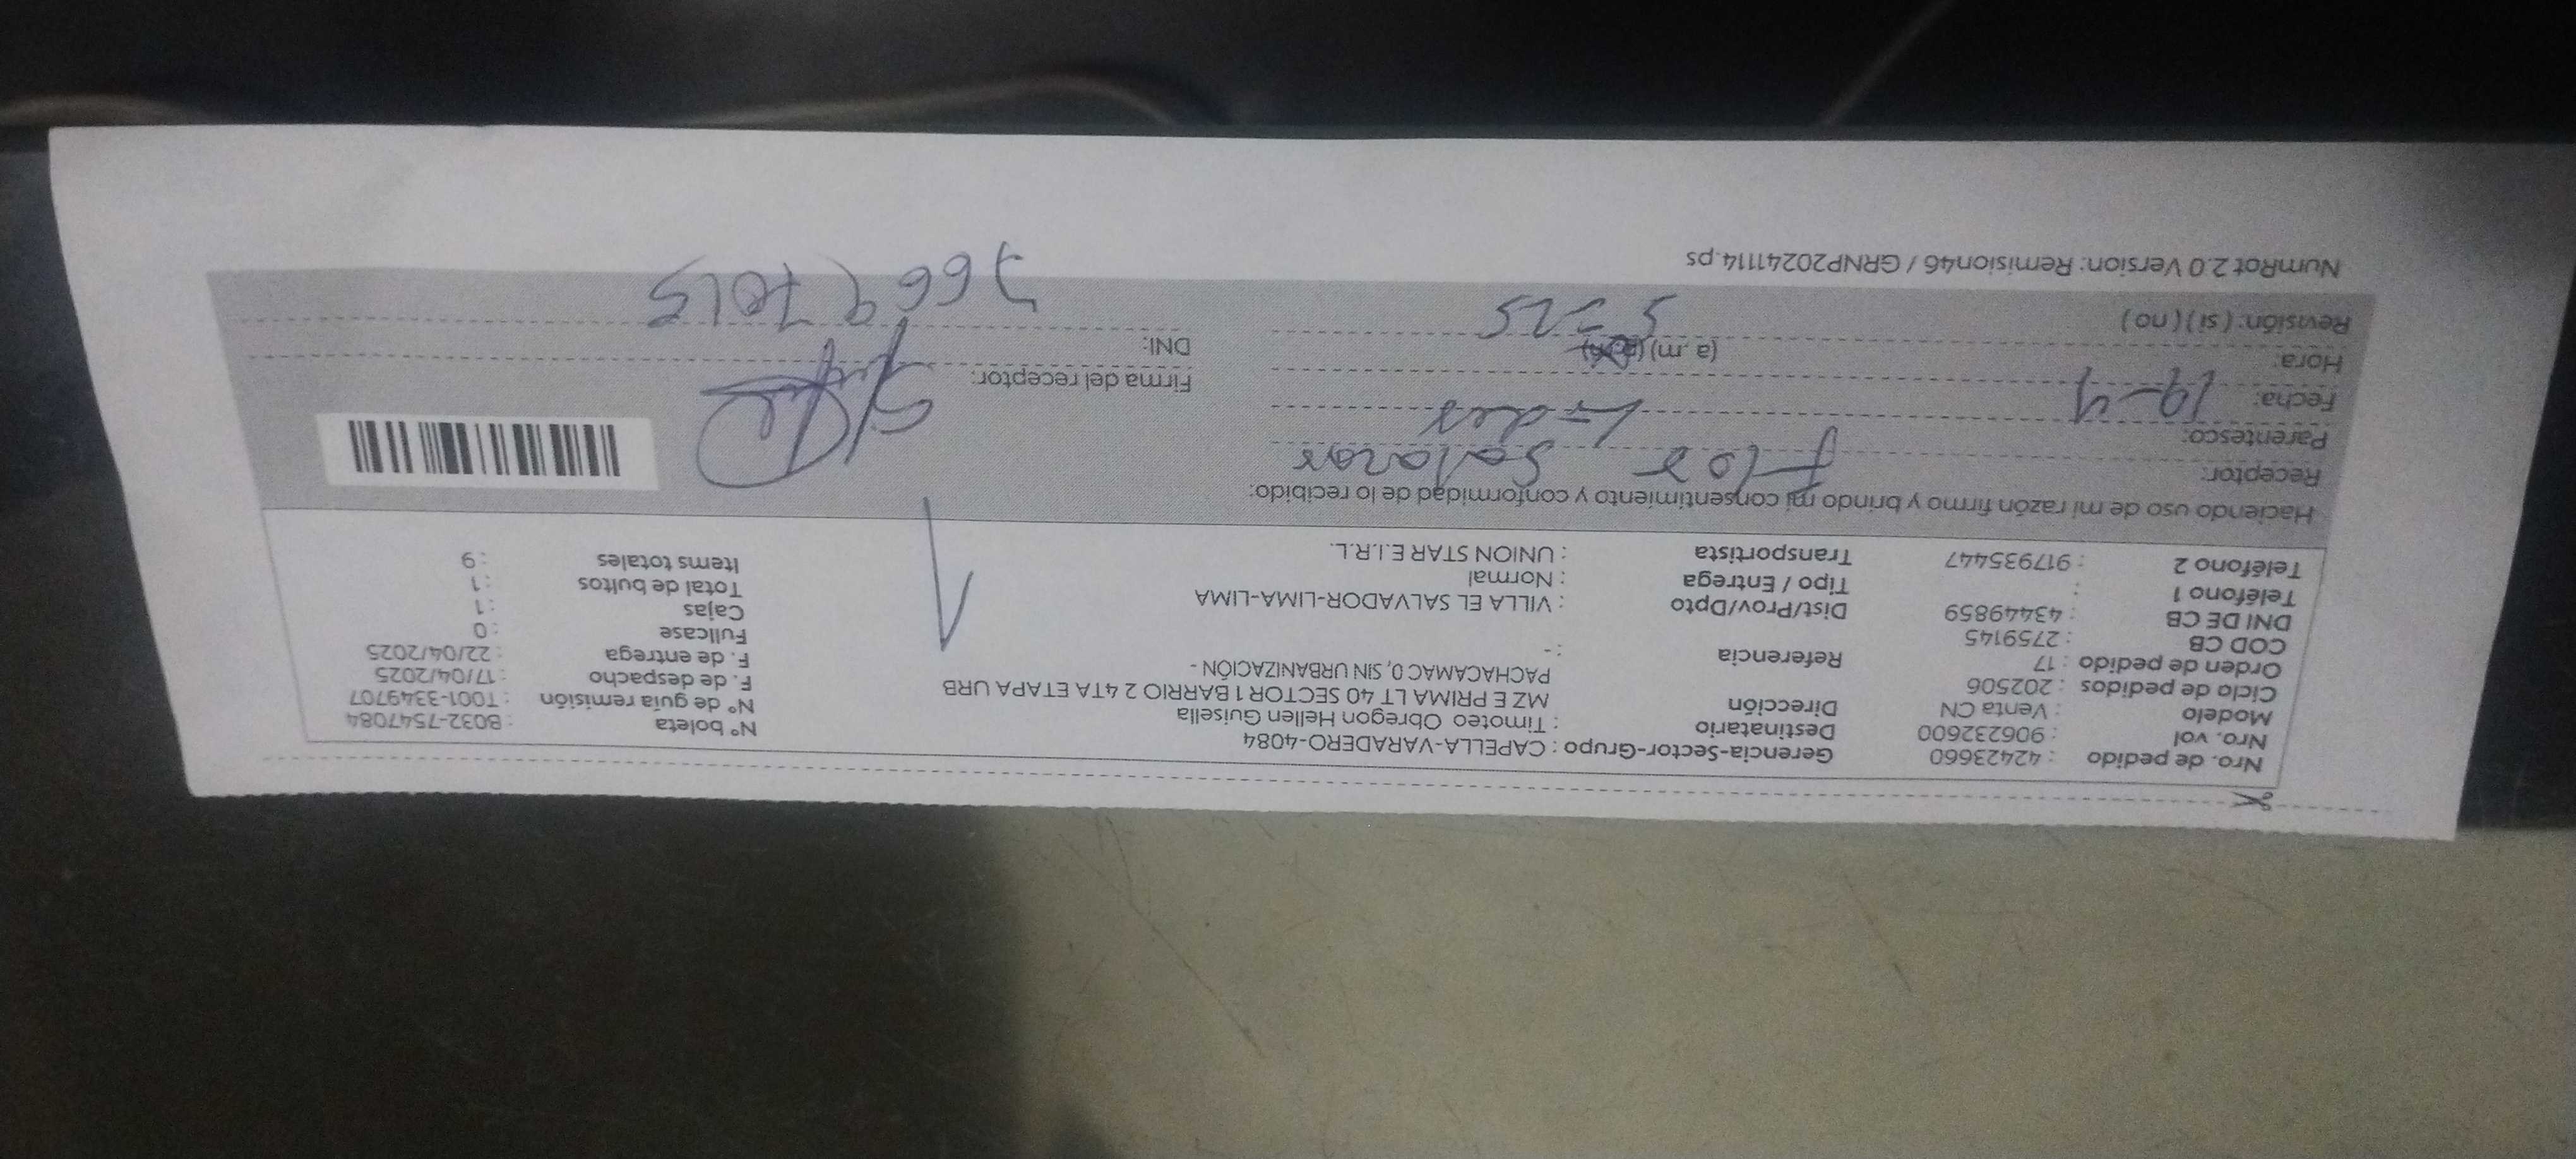 Nro. de pedido : 42423660
Nro. vol : 906232600
Modelo : Venta CN
Ciclo de pedidos : 202506
Orden de pedido : 17
COD CB : 2759145
DNI DE CB : 43449859
Teléfono 1 :
Teléfono 2 : 917935447
Gerencia-Sector-Grupo : CAPELLA-VARADERO-4084
Destinatario : Timoteo Obregon Hellen Guisella
Dirección MZ E PRIMA LT 40 SECTOR 1 BARRIO 2 4TA ETAPA URB
PACHACAMAC 0, SIN URBANIZACIÓN -
Referencia : -
Dist/Prov/Dpto : VILLA EL SALVADOR-LIMA-LIMA
Tipo / Entrega : Normal
Transportista : UNION STAR E.I.R.L.
N° boleta : B032-7547084
N° de guía remisión : T001-3349707
F. de despacho : 17/04/2025
F. de entrega : 22/04/2025
Fullcase : 0
Cajas : 1
Total de bultos : 1
Items totales : 9
Haciendo uso de mi razón firmo y brindo mi consentimiento y conformidad de lo recibido:
Receptor: Flor Salazar
Parentesco:
Fecha: 19-4
Hora: (a.m) (p.m)
5=25
Revisión: (si) (no)
Firma del receptor:
DNI:
NumRot 2.0 Version: Remision46 / GRNP20241114.ps